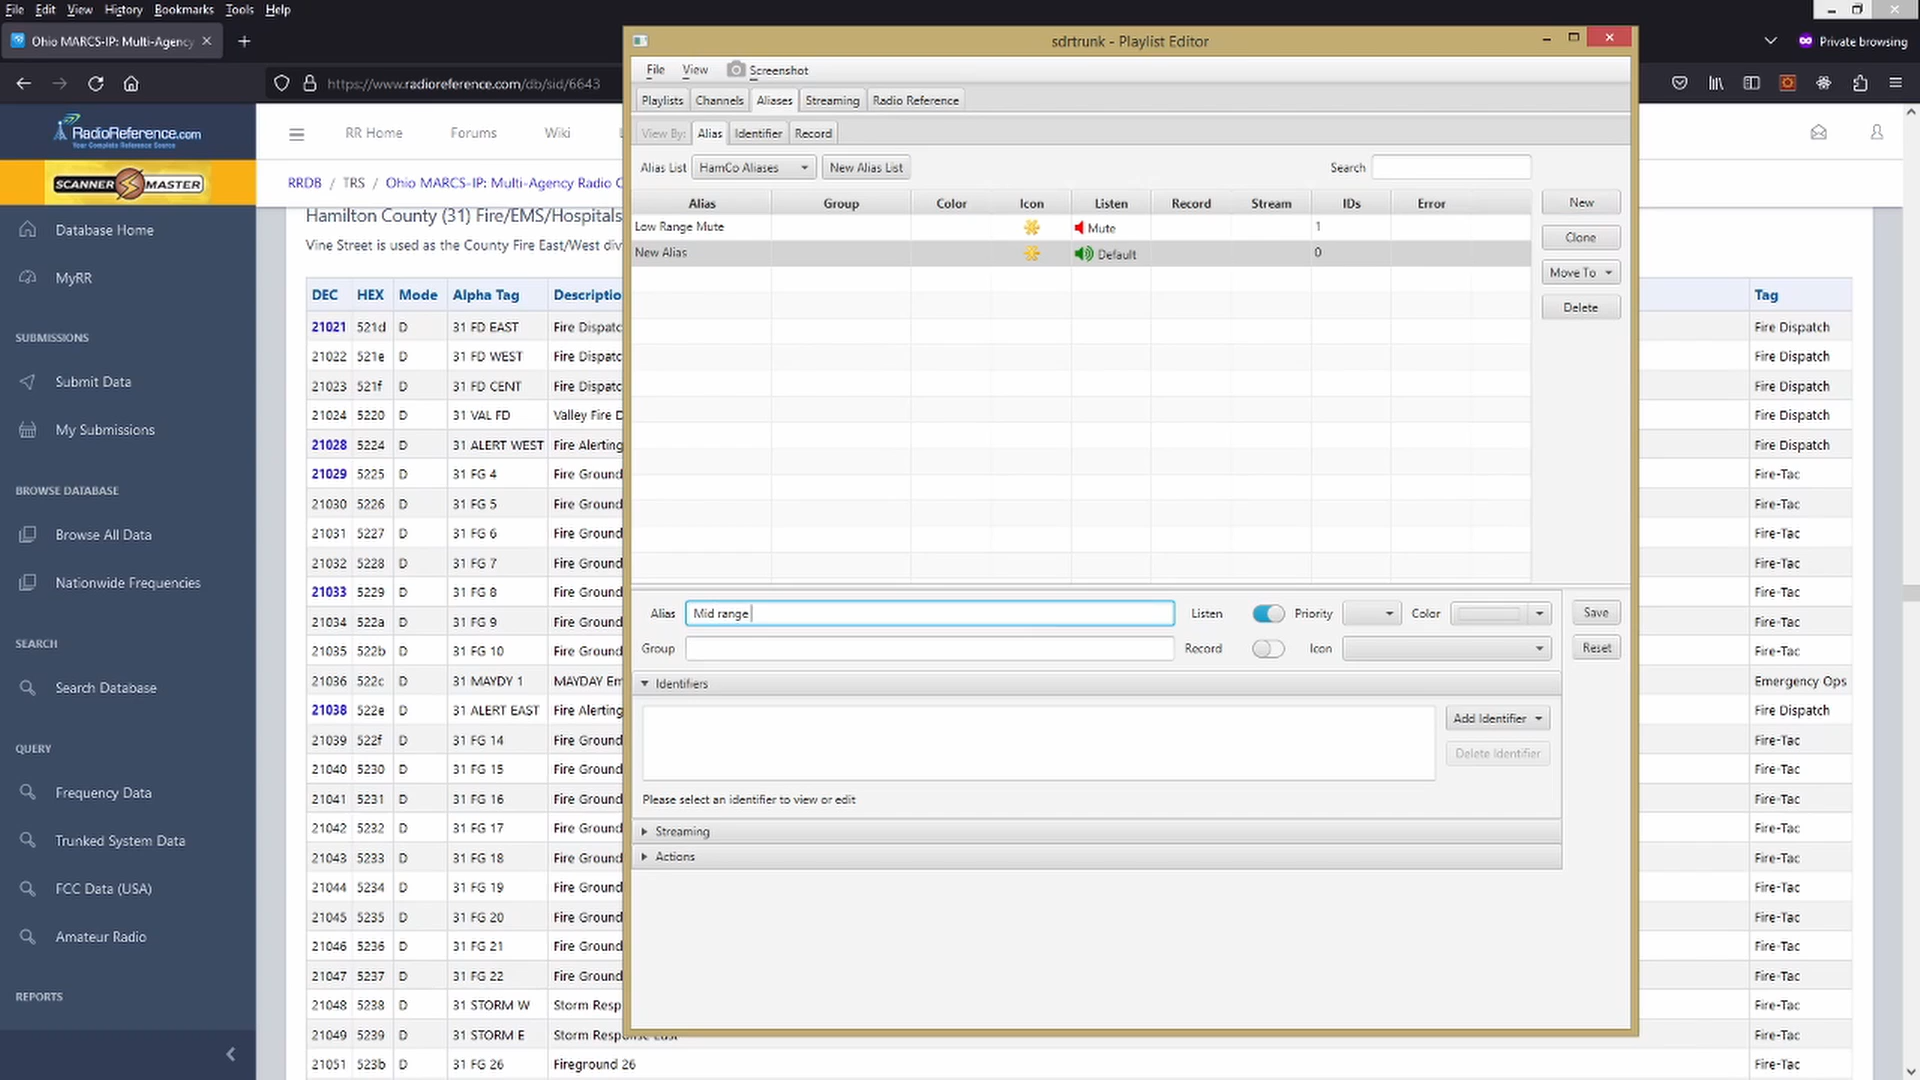 File Edit View History Bookmarks Tools Help
Ohio MARCS-IP: Multi-Agency
Private browsing
https://www.radioreference.com/db/sid/6643
RadioReference.com
Your Complete Reference Source
SCANNER MASTER
Database Home
MyRR
SUBMISSIONS
Submit Data
My Submissions
BROWSE DATABASE
Browse All Data
Nationwide Frequencies
SEARCH
Search Database
QUERY
Frequency Data
Trunked System Data
FCC Data (USA)
Amateur Radio
REPORTS
RR Home Forums Wiki
RRDB / TRS / Ohio MARCS-IP: Multi-Agency Radio C
Hamilton County (31) Fire/EMS/Hospitals
Vine Street is used as the County Fire East/West div
DEC HEX Mode Alpha Tag Descriptio Tag
21021 521d D 31 FD EAST Fire Dispatc Fire Dispatch
21022 521e D 31 FD WEST Fire Dispatc Fire Dispatch
21023 521f D 31 FD CENT Fire Dispatc Fire Dispatch
21024 5220 D 31 VAL FD Valley Fire D Fire Dispatch
21028 5224 D 31 ALERT WEST Fire Alerting Fire Dispatch
21029 5225 D 31 FG 4 Fire Ground Fire-Tac
21030 5226 D 31 FG 5 Fire Ground Fire-Tac
21031 5227 D 31 FG 6 Fire Ground Fire-Tac
21032 5228 D 31 FG 7 Fire Ground Fire-Tac
21033 5229 D 31 FG 8 Fire Ground Fire-Tac
21034 522a D 31 FG 9 Fire Ground Fire-Tac
21035 522b D 31 FG 10 Fire Ground Fire-Tac
21036 522c D 31 MAYDY 1 MAYDAY Em Emergency Ops
21038 522e D 31 ALERT EAST Fire Alerting Fire Dispatch
21039 522f D 31 FG 14 Fire Ground Fire-Tac
21040 5230 D 31 FG 15 Fire Ground Fire-Tac
21041 5231 D 31 FG 16 Fire Ground Fire-Tac
21042 5232 D 31 FG 17 Fire Ground Fire-Tac
21043 5233 D 31 FG 18 Fire Ground Fire-Tac
21044 5234 D 31 FG 19 Fire Ground Fire-Tac
21045 5235 D 31 FG 20 Fire Ground Fire-Tac
21046 5236 D 31 FG 21 Fire Ground Fire-Tac
21047 5237 D 31 FG 22 Fire Ground Fire-Tac
21048 5238 D 31 STORM W Storm Resp Fire-Tac
21049 5239 D 31 STORM E Storm Response East Fire-Tac
21051 523b D 31 FG 26 Fireground 26 Fire-Tac
sdrtrunk - Playlist Editor
File View Screenshot
Playlists Channels Aliases Streaming Radio Reference
View By: Alias Identifier Record
Alias List HamCo Aliases New Alias List Search
Alias Group Color Icon Listen Record Stream IDs Error
Low Range Mute Mute 1
New Alias Default 0
New
Clone
Move To
Delete
Alias Mid range Listen Priority Color Save
Group Record Icon Reset
Identifiers
Add Identifier
Delete Identifier
Please select an identifier to view or edit
Streaming
Actions